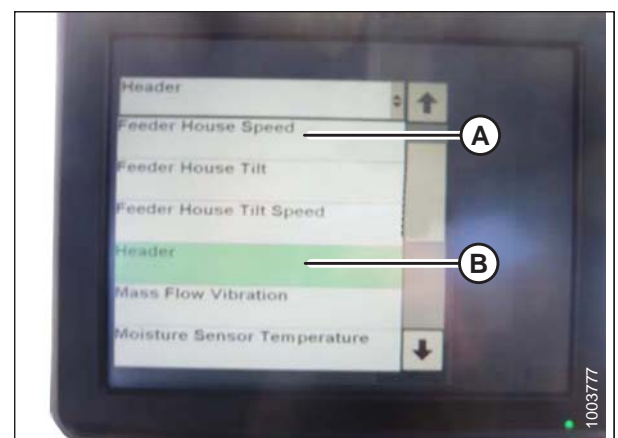 Header
Feeder House Speed
A
Feeder House Tilt
Feeder House Tilt Speed
Header
B
Mass Flow Vibration
Moisture Sensor Temperature
1003777